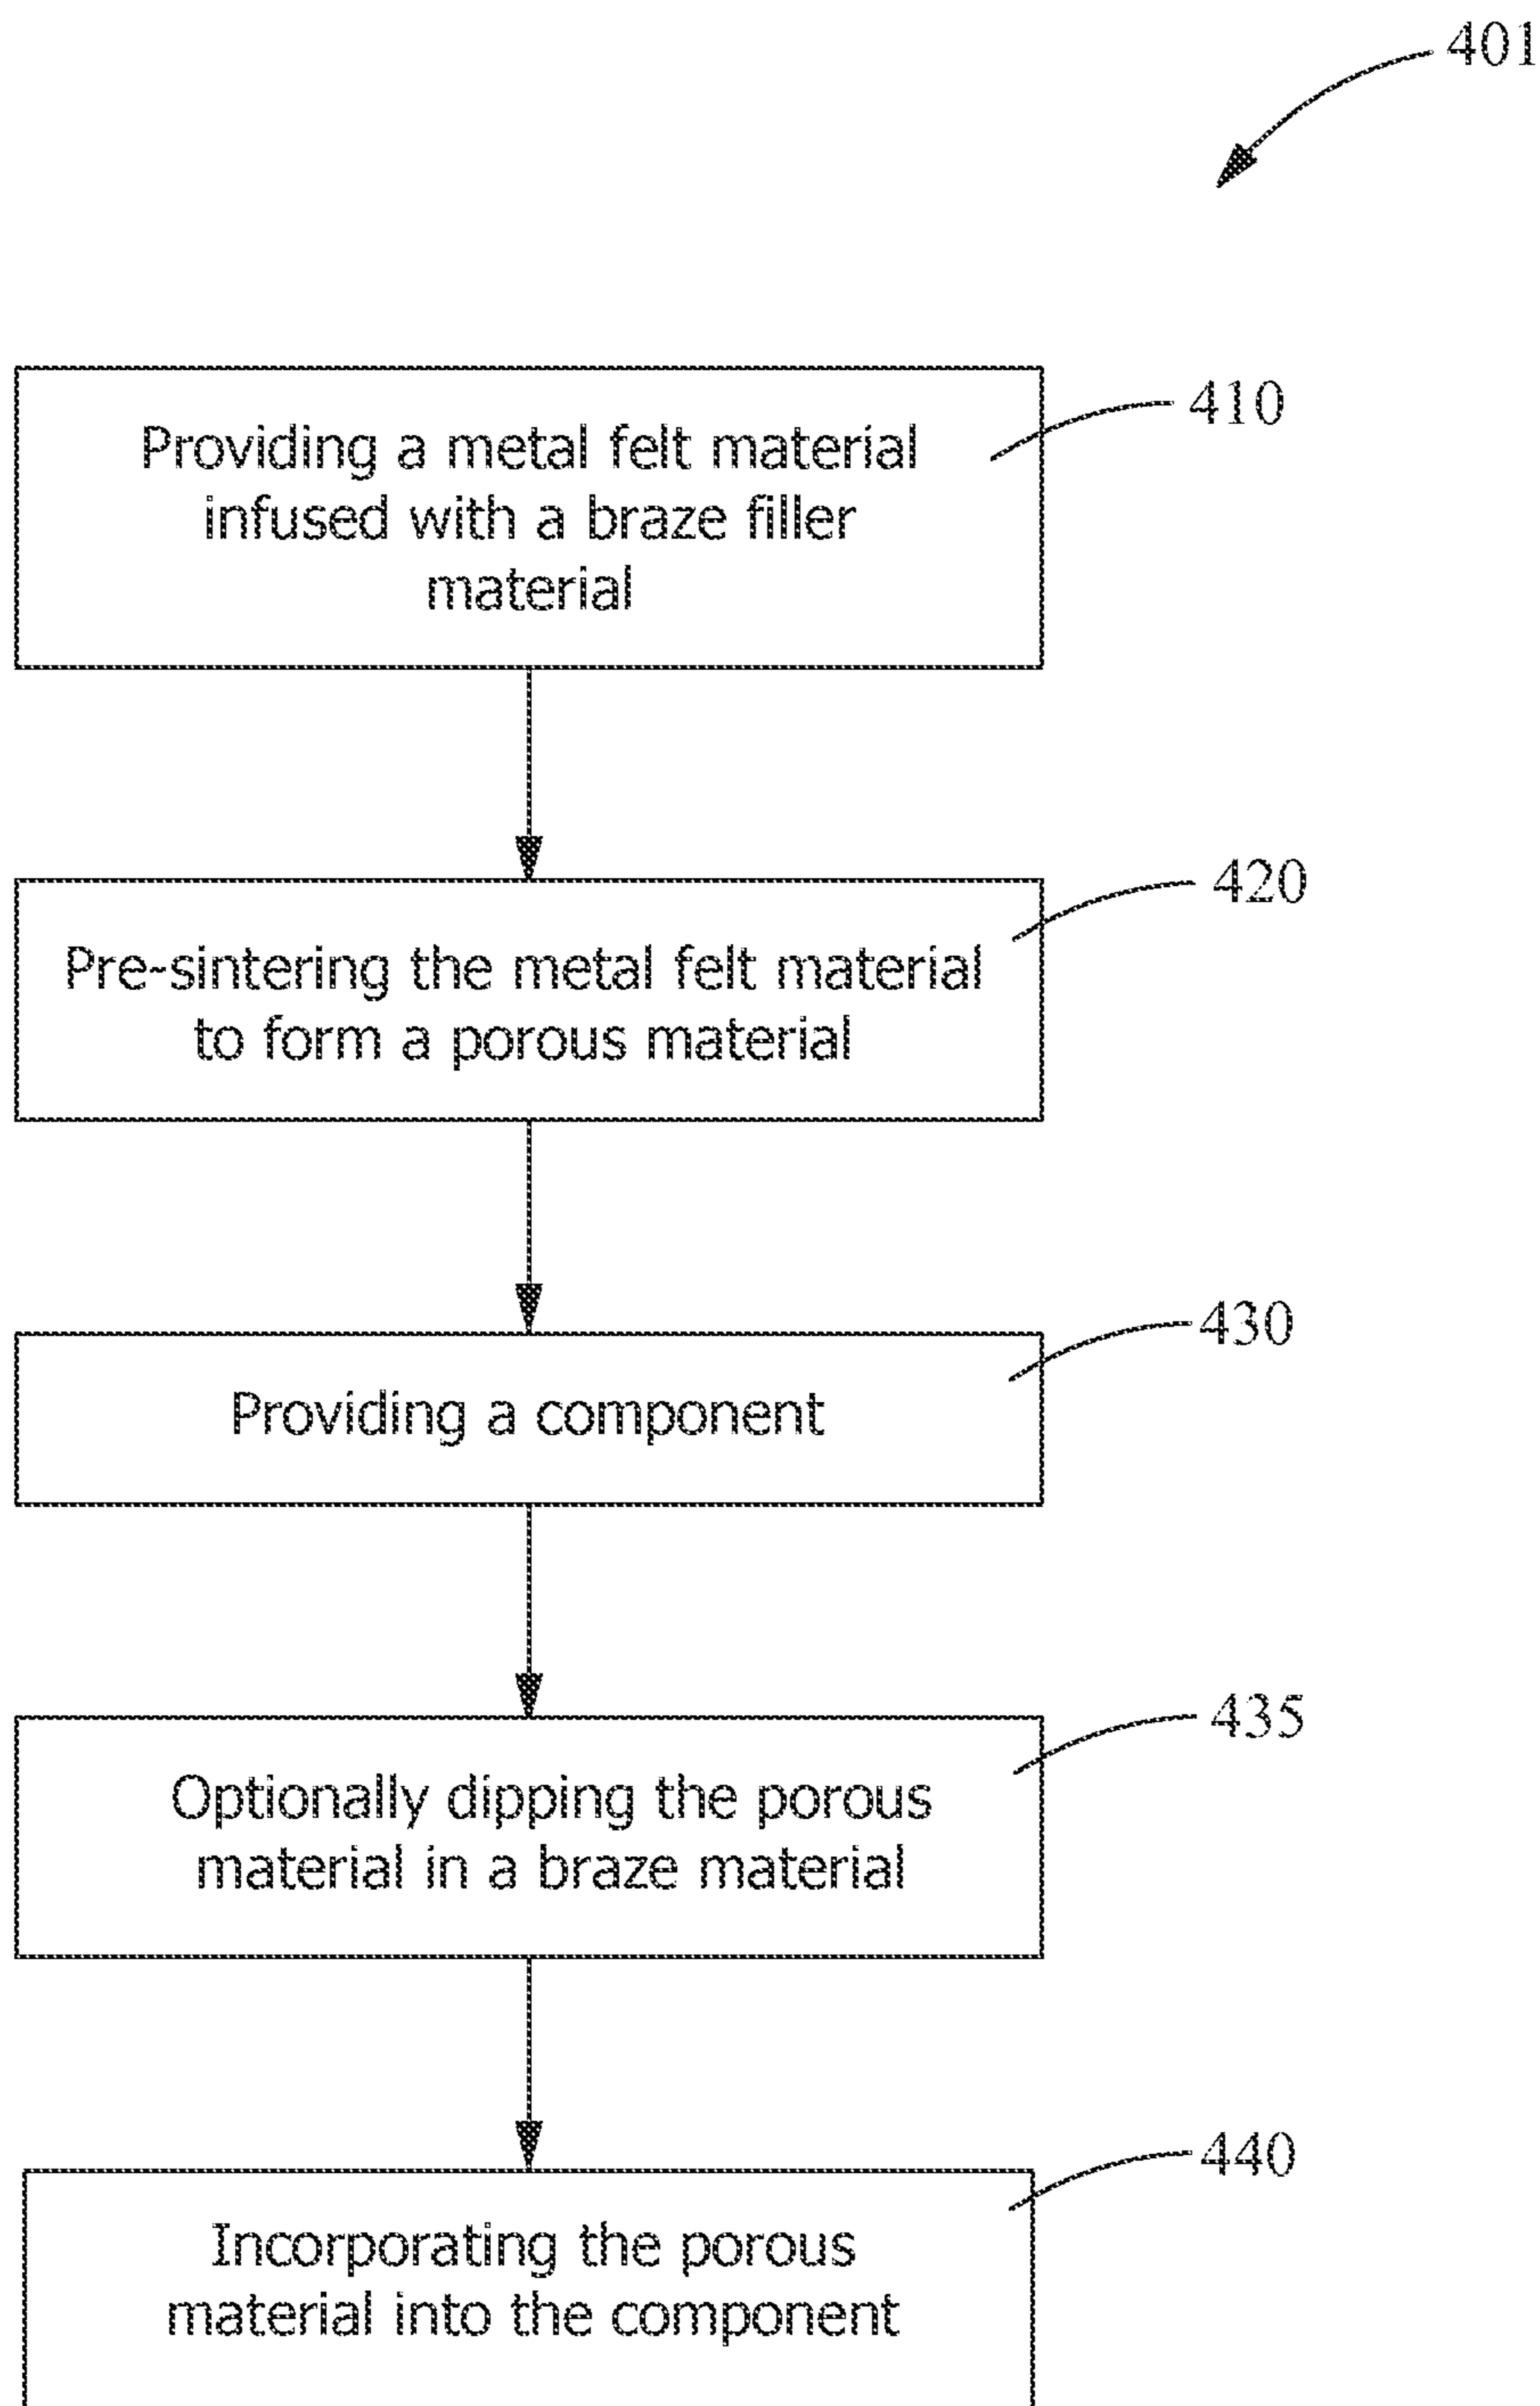 401
410
Providing a metal felt material
infused with a braze filler
material
420
Pre-sintering the metal felt material
to form a porous material
430
Providing a component
435
Optionally dipping the porous
material in a braze material
440
Incorporating the porous
material into the component